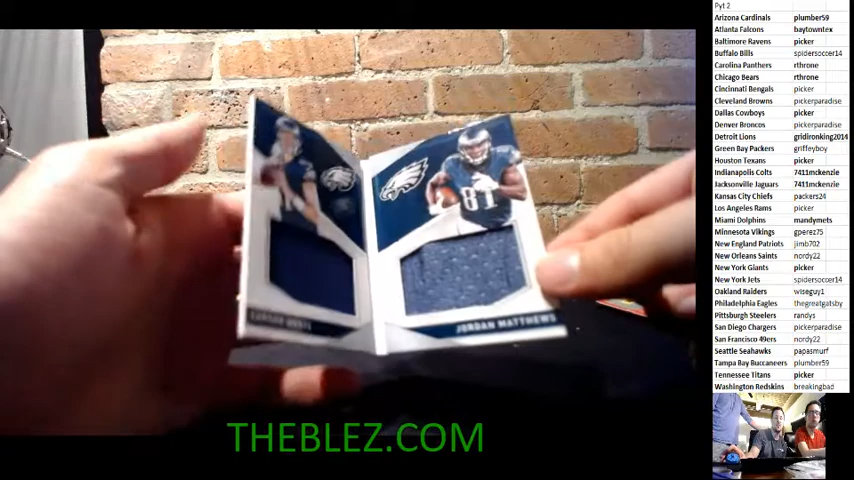 Pyt 2
Arizona Cardinals plumber59
Atlanta Falcons baytowntex
Baltimore Ravens picker
Buffalo Bills spidersoccer14
Carolina Panthers rthrone
Chicago Bears rthrone
Cincinnati Bengals picker
Cleveland Browns pickerparadise
Dallas Cowboys picker
Denver Broncos pickerparadise
Detroit Lions gridironking2014
Green Bay Packers griffeyboy
Houston Texans picker
Indianapolis Colts 7411mckenzie
Jacksonville Jaguars 7411mckenzie
Kansas City Chiefs packers24
Los Angeles Rams picker
Miami Dolphins mandymets
Minnesota Vikings gperez75
New England Patriots jimb702
New Orleans Saints nordy22
New York Giants picker
New York Jets spidersoccer14
Oakland Raiders wiseguy1
Philadelphia Eagles thegreatgatsby
Pittsburgh Steelers randys
San Diego Chargers pickerparadise
San Francisco 49ers nordy22
Seattle Seahawks papasmurf
Tampa Bay Buccaneers plumber59
Tennessee Titans picker
Washington Redskins breakingbad
81
JORDAN MATTHEWS
THEBLEZ.COM